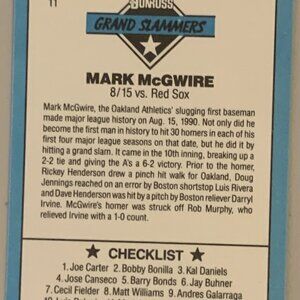 11
DONRUSS
GRAND SLAMMERS
MARK McGWIRE
8/15 vs. Red Sox
Mark McGwire, the Oakland Athletics' slugging first baseman
made major league history on Aug. 15, 1990. Not only did he
become the first man in history to hit 30 homers in each of his
first four major league seasons on that date, but he did it by
hitting a grand slam. It came in the 10th inning, breaking up a
2-2 tie and giving the A's a 6-2 victory. Prior to the homer,
Rickey Henderson drew a pinch hit walk for Oakland, Doug
Jennings reached on an error by Boston shortstop Luis Rivera
and Dave Henderson was hit by a pitch by Boston reliever Darryl
Irvine. McGwire's homer was struck off Rob Murphy, who
relieved Irvine with a 1-0 count.
★ CHECKLIST ★
1. Joe Carter 2. Bobby Bonilla 3. Kal Daniels
4. Jose Canseco 5. Barry Bonds 6. Jay Buhner
7. Cecil Fielder 8. Matt Williams 9. Andres Galarraga